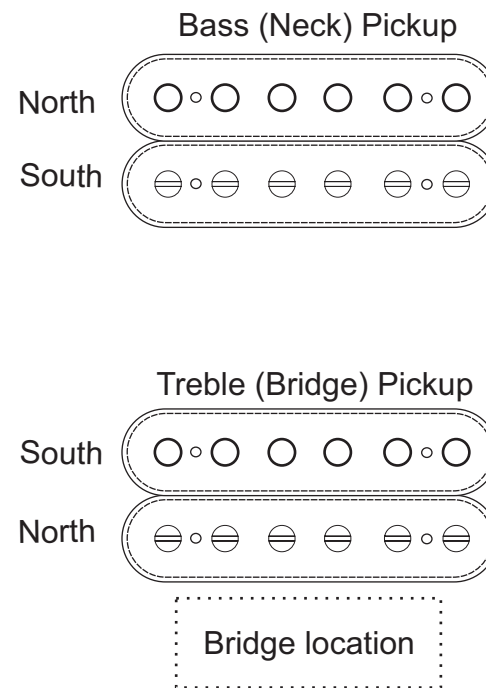 Bass (Neck) Pickup
North
South
Treble (Bridge) Pickup
South
North
Bridge location